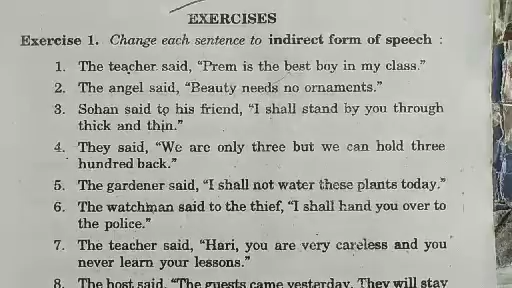 EXERCISES
Exercise 1. Change each sentence to indirect form of speech :
1. The teacher said, "Prem is the best boy in my class."
2. The angel said, "Beauty needs no ornaments."
3. Sohan said to his friend, "I shall stand by you through
thick and thin."
4. They said, "We are only three but we can hold three
hundred back."
5. The gardener said, "I shall not water these plants today."
6. The watchman said to the thief, "I shall hand you over to
the police."
7. The teacher said, "Hari, you are very careless and you
never learn your lessons."
8. The host said, "The guests came yesterday. They will stay